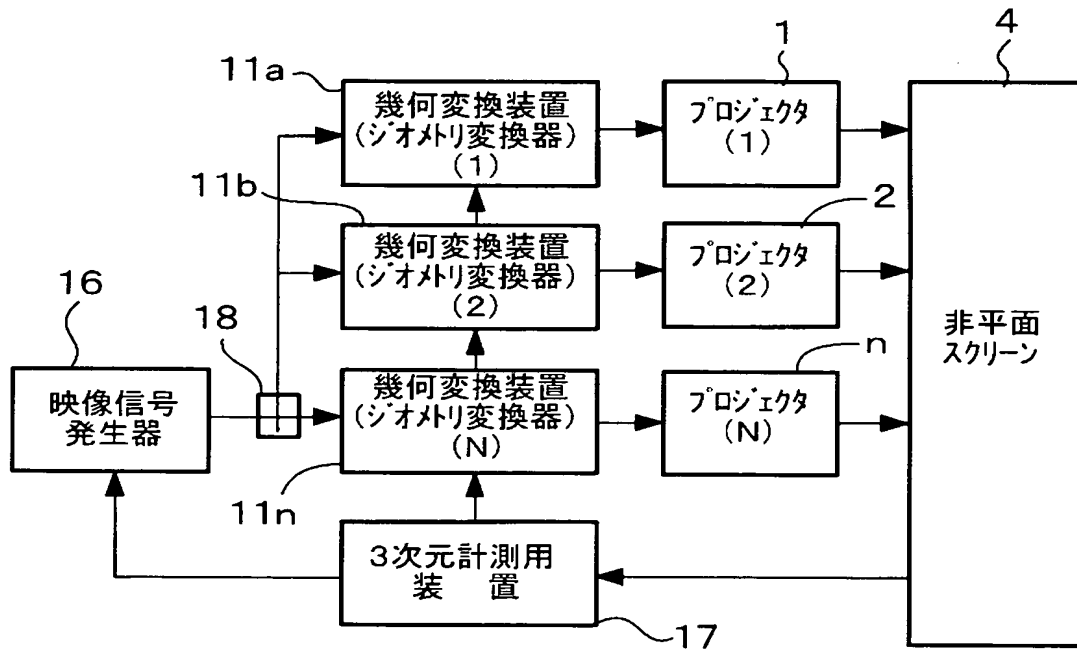 1
4
11a
幾何変換装置
(ジオメトリ変換器)
(1)
プロジェクタ
(1)
11b
幾何変換装置
(ジオメトリ変換器)
(2)
2
プロジェクタ
(2)
非平面
スクリーン
16
18
映像信号
発生器
幾何変換装置
(ジオメトリ変換器)
(N)
n
プロジェクタ
(N)
11n
3次元計測用
装 置
17